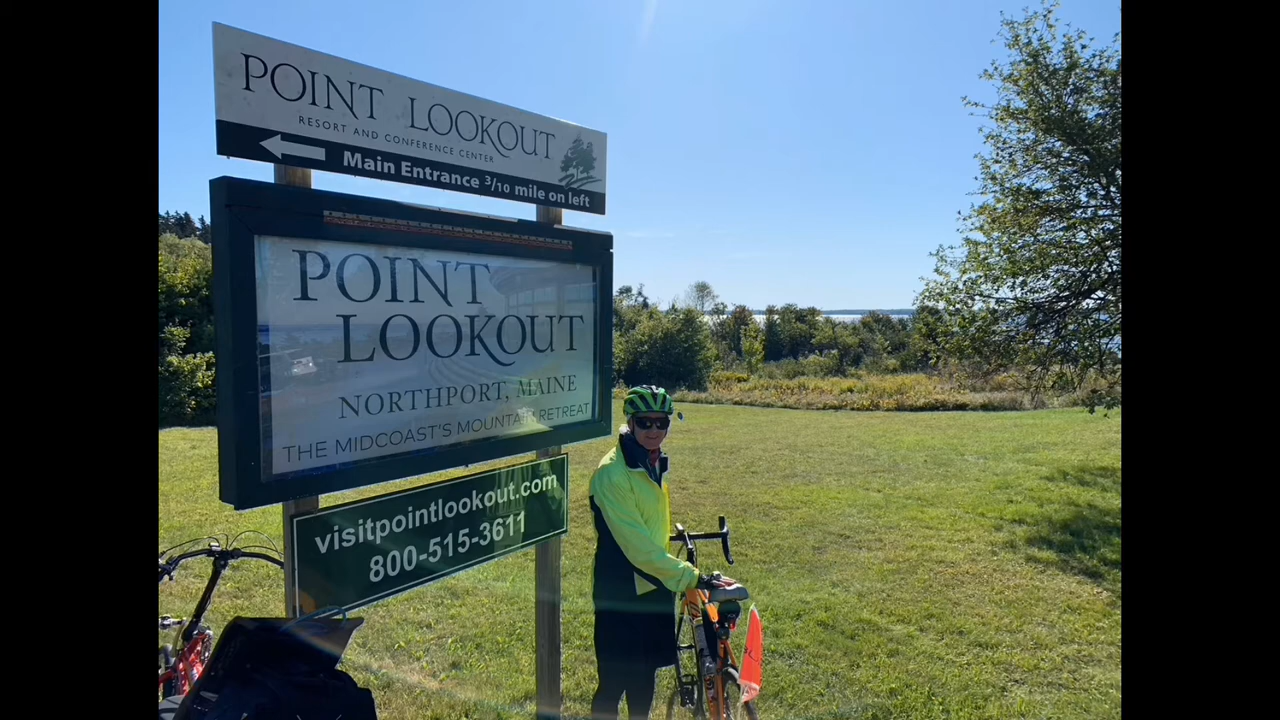 POINT LOOKOUT
RESORT AND CONFERENCE CENTER
Main Entrance 3/10 mile on left
POINT
LOOKOUT
NORTHPORT, MAINE
THE MIDCOAST'S MOUNTAIN RETREAT
visitpointlookout.com
800-515-3611